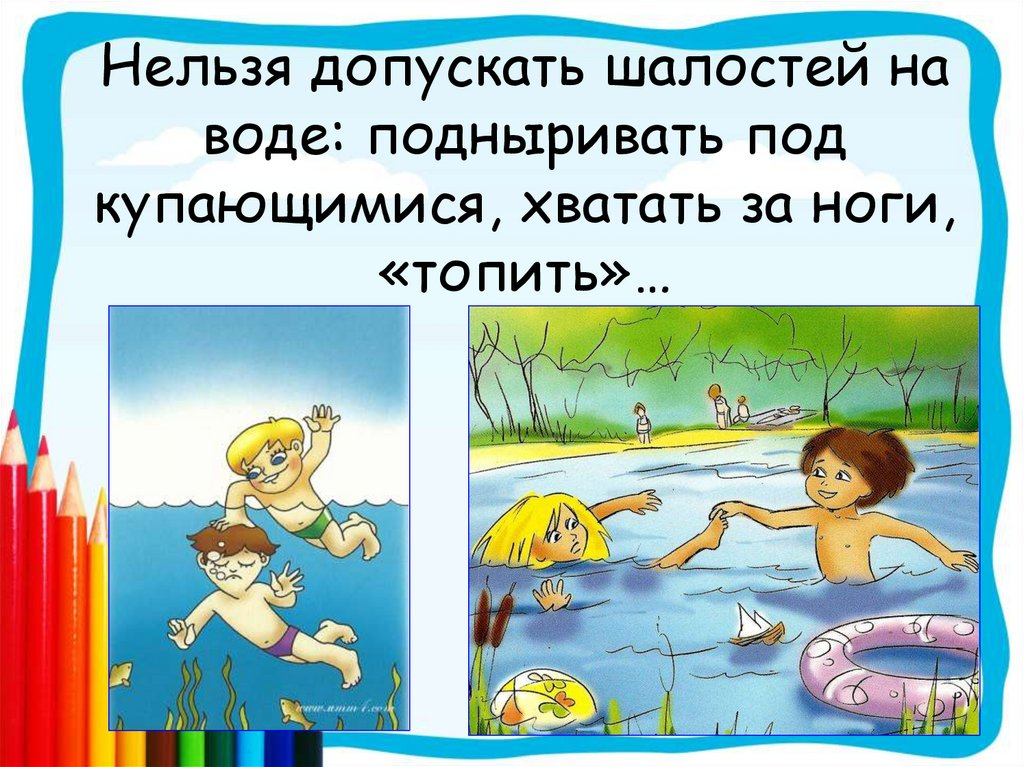 Нельзя допускать шалостей на
воде: подныривать под
купающимися, хватать за ноги,
«топить»…